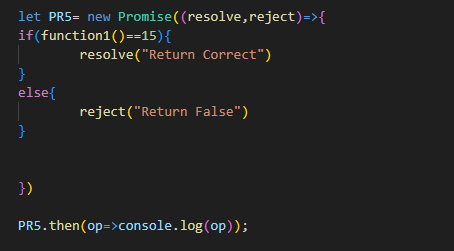 let PR5= new Promise((resolve,reject)=>{
if(function1()==15){
        resolve("Return Correct")
}
else{
        reject("Return False")
}
})
PR5.then(op=>console.log(op));